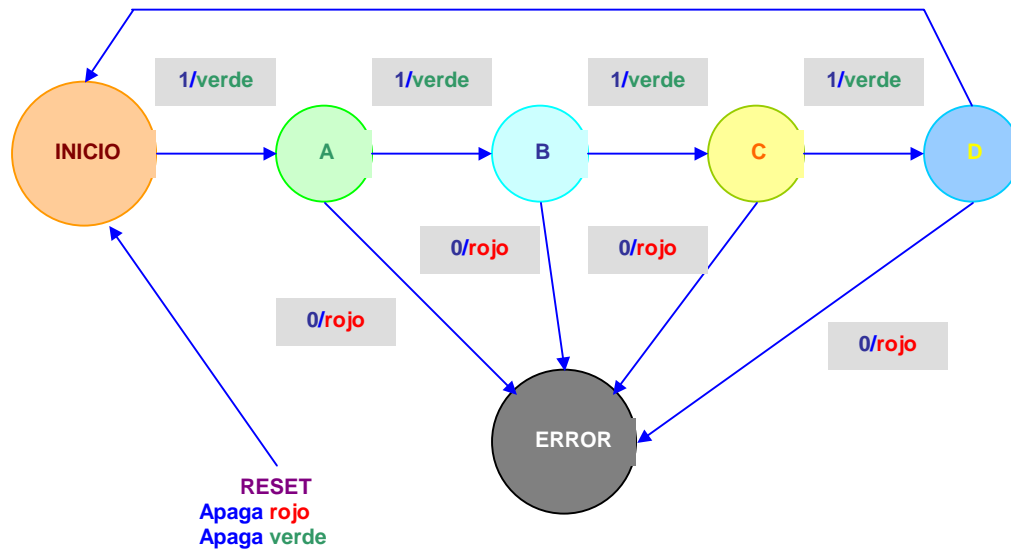 1/verde
1/verde
1/verde
1/verde
INICIO
A
B
C
D
0/rojo
0/rojo
0/rojo
0/rojo
ERROR
RESET
Apaga rojo
Apaga verde